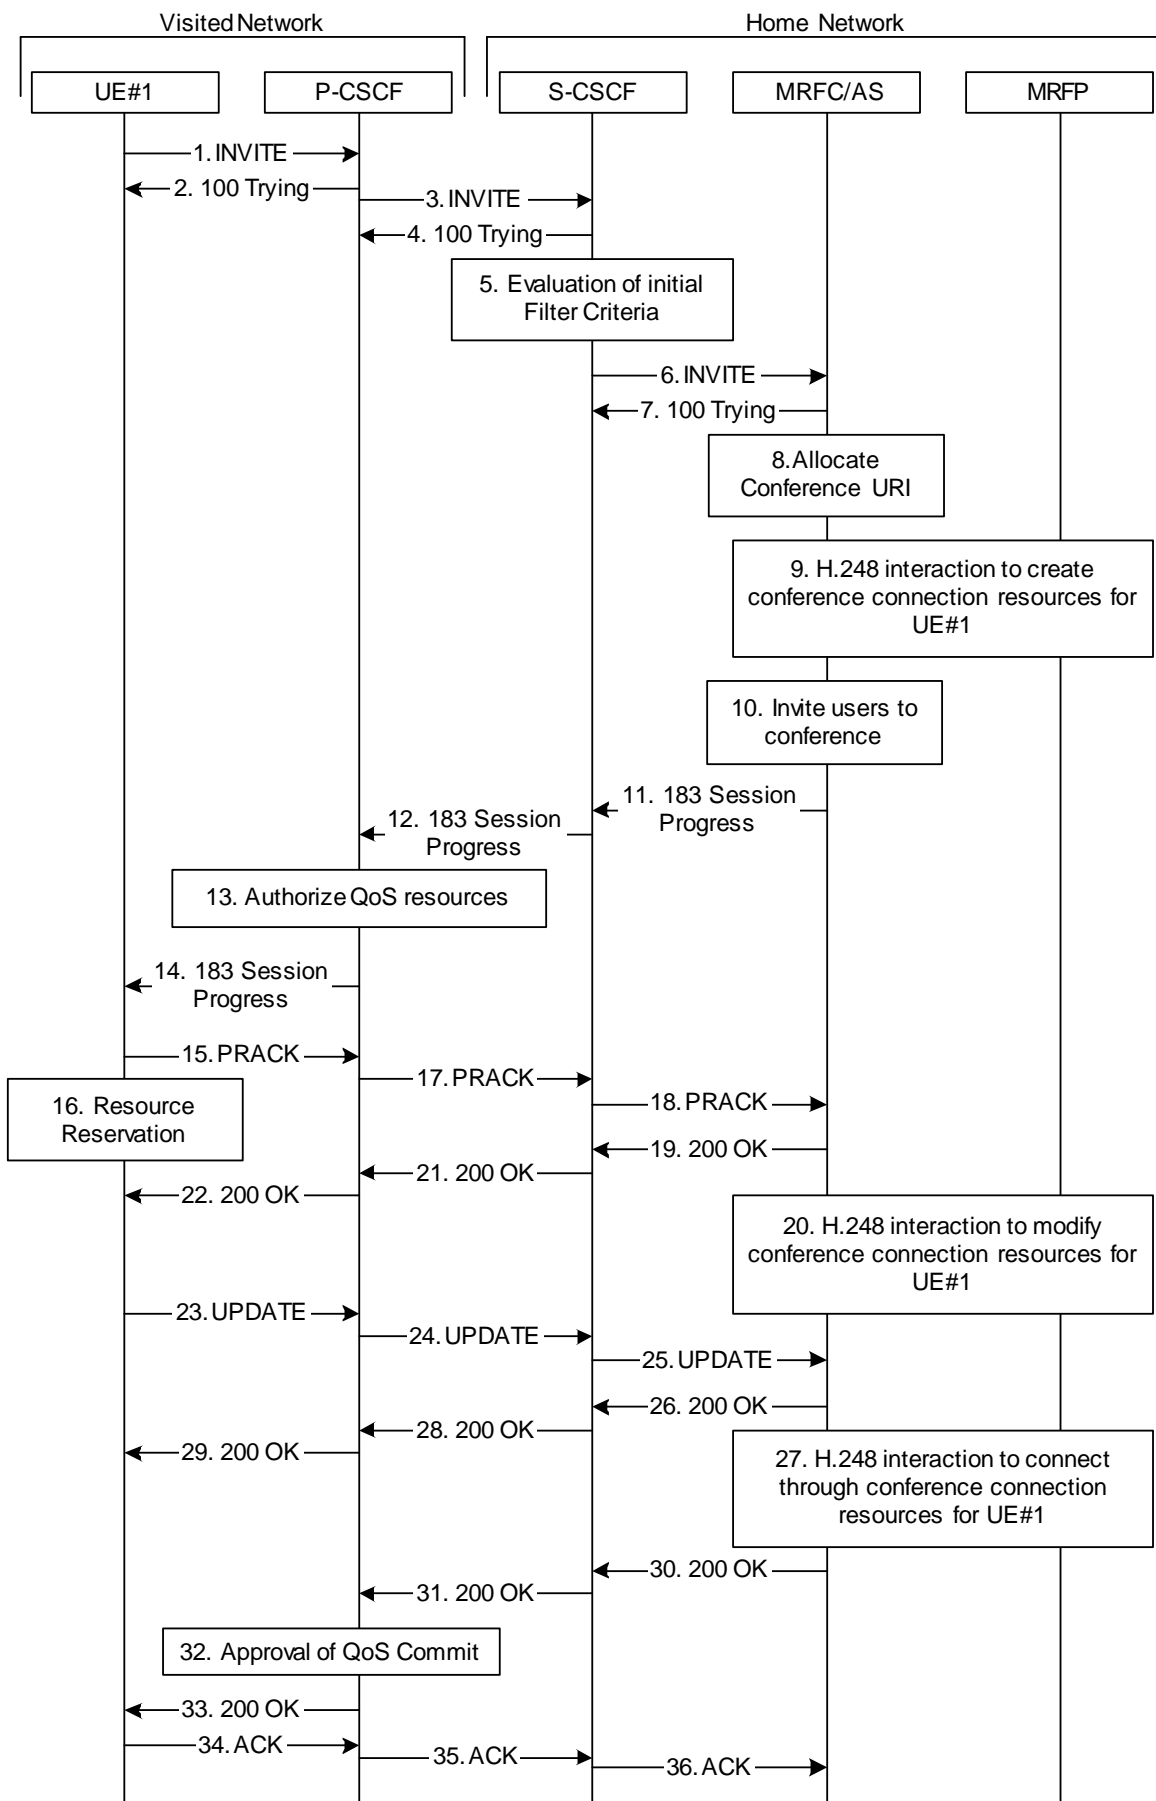 Visited Network
Home Network
UE#1
P-CSCF
S-CSCF
MRFC/AS
MRFP
1. INVITE
2. 100 Trying
3. INVITE
4. 100 Trying
5. Evaluation of initial
Filter Criteria
6. INVITE
7. 100 Trying
8. Allocate
Conference URI
9. H.248 interaction to create
conference connection resources for
UE#1
10. Invite users to
conference
11. 183 Session
Progress
12. 183 Session
Progress
13. Authorize QoS resources
14. 183 Session
Progress
15. PRACK
16. Resource
Reservation
17. PRACK
18. PRACK
19. 200 OK
21. 200 OK
22. 200 OK
20. H.248 interaction to modify
conference connection resources for
UE#1
23. UPDATE
24. UPDATE
25. UPDATE
26. 200 OK
28. 200 OK
29. 200 OK
27. H.248 interaction to connect
through conference connection
resources for UE#1
30. 200 OK
31. 200 OK
32. Approval of QoS Commit
33. 200 OK
34. ACK
35. ACK
36. ACK